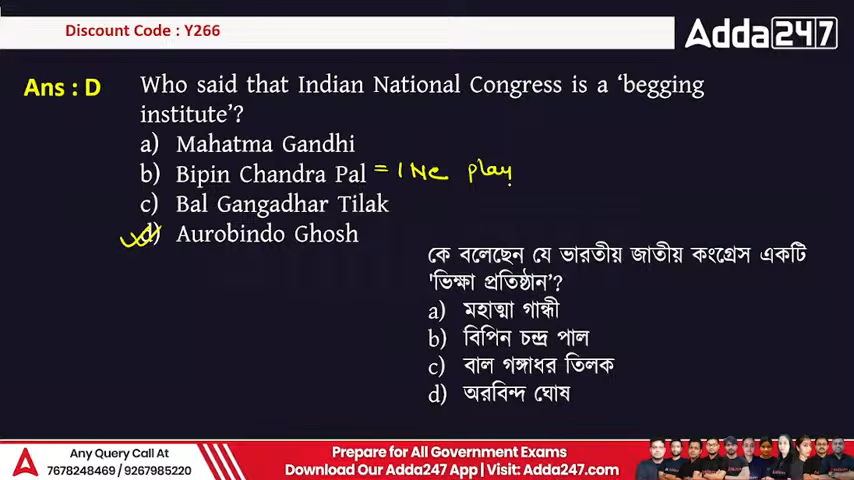 Discount Code : Y266
Adda247
Ans : D
Who said that Indian National Congress is a ‘begging
institute’?
a) Mahatma Gandhi
b) Bipin Chandra Pal = INC play
c) Bal Gangadhar Tilak
d) Aurobindo Ghosh
কে বলেছেন যে ভারতীয় জাতীয় কংগ্রেস একটি
'ভিক্ষা প্রতিষ্ঠান’?
a) মহাত্মা গান্ধী
b) বিপিন চন্দ্র পাল
c) বাল গঙ্গাধর তিলক
d) অরবিন্দ ঘোষ
Any Query Call At
7678248469 / 9267985220
Prepare for All Government Exams
Download Our Adda247 App | Visit: Adda247.com